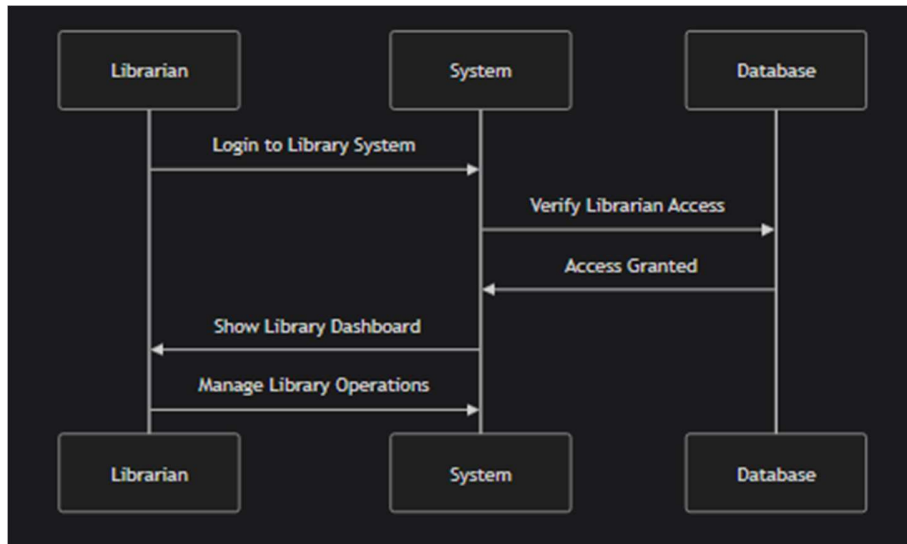 Librarian
System
Database
Login to Library System
Verify Librarian Access
Access Granted
Show Library Dashboard
Manage Library Operations
Librarian
System
Database